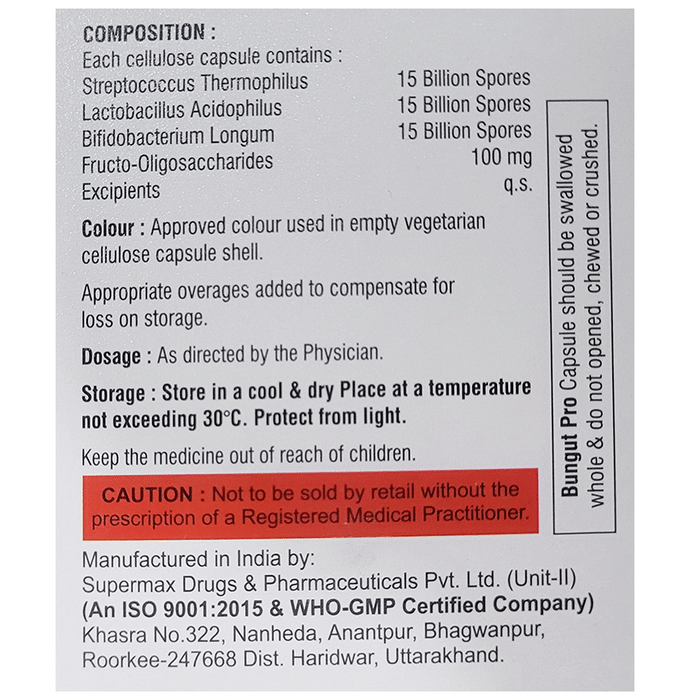 COMPOSITION :
Each cellulose capsule contains :
Streptococcus Thermophilus 15 Billion Spores
Lactobacillus Acidophilus 15 Billion Spores
Bifidobacterium Longum 15 Billion Spores
Fructo-Oligosaccharides 100 mg
Excipients q.s.
Colour : Approved colour used in empty vegetarian
cellulose capsule shell.
Appropriate overages added to compensate for
loss on storage.
Dosage : As directed by the Physician.
Storage : Store in a cool & dry Place at a temperature
not exceeding 30°C. Protect from light.
Keep the medicine out of reach of children.
CAUTION : Not to be sold by retail without the
prescription of a Registered Medical Practitioner.
Manufactured in India by:
Supermax Drugs & Pharmaceuticals Pvt. Ltd. (Unit-II)
(An ISO 9001:2015 & WHO-GMP Certified Company)
Khasra No.322, Nanheda, Anantpur, Bhagwanpur,
Roorkee-247668 Dist. Haridwar, Uttarakhand.
Bungut Pro Capsule should be swallowed
whole & do not opened, chewed or crushed.